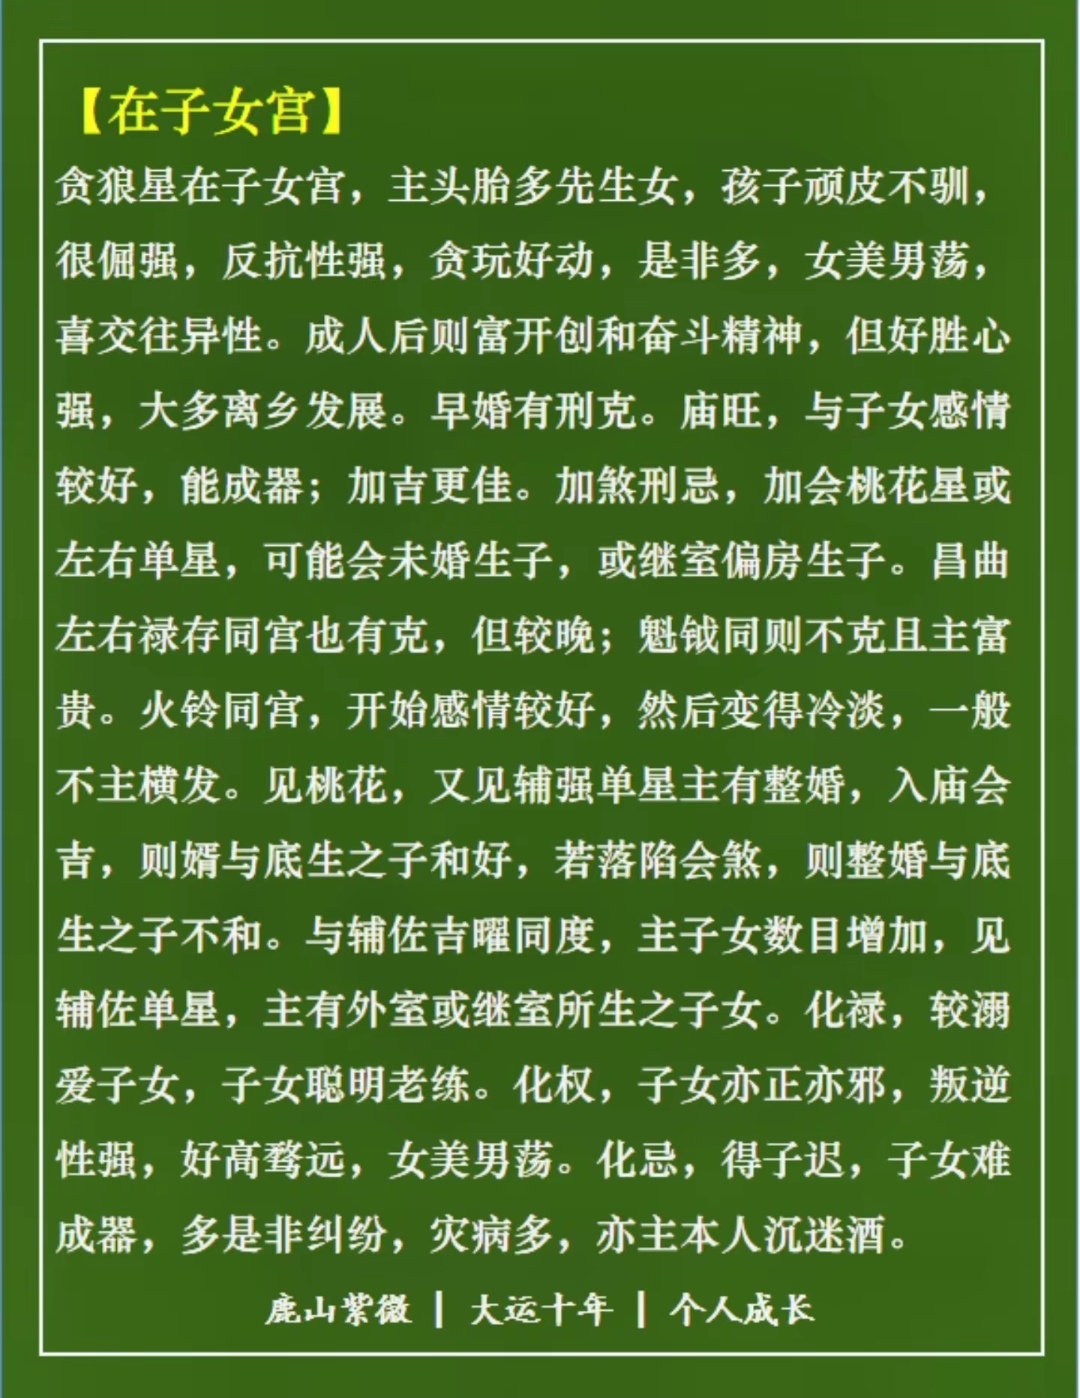 【在子女宫】
贪狼星在子女宫，主头胎多先生女，孩子顽皮不驯，
很倔强，反抗性强，贪玩好动，是非多，女美男荡，
喜交往异性。成人后则富开创和奋斗精神，但好胜心
强，大多离乡发展。早婚有刑克。庙旺，与子女感情
较好，能成器；加吉更佳。加煞刑忌，加会桃花星或
左右单星，可能会未婚生子，或继室偏房生子。昌曲
左右禄存同宫也有克，但较晚；魁钺同则不克且主富
贵。火铃同宫，开始感情较好，然后变得冷淡，一般
不主横发。见桃花，又见辅强单星主有整婚，入庙会
吉，则婿与底生之子和好，若落陷会煞，则整婚与底
生之子不和。与辅佐吉曜同度，主子女数目增加，见
辅佐单星，主有外室或继室所生之子女。化禄，较溺
爱子女，子女聪明老练。化权，子女亦正亦邪，叛逆
性强，好高骛远，女美男荡。化忌，得子迟，子女难
成器，多是非纠纷，灾病多，亦主本人沉迷酒。
鹿山紫微 | 大运十年 | 个人成长